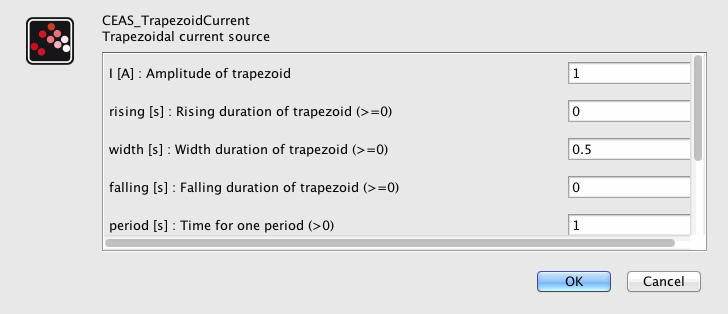 CEAS_TrapezoidCurrent
Trapezoidal current source
I [A] : Amplitude of trapezoid 1
rising [s] : Rising duration of trapezoid (>=0) 0
width [s] : Width duration of trapezoid (>=0) 0.5
falling [s] : Falling duration of trapezoid (>=0) 0
period [s] : Time for one period (>0) 1
OK Cancel